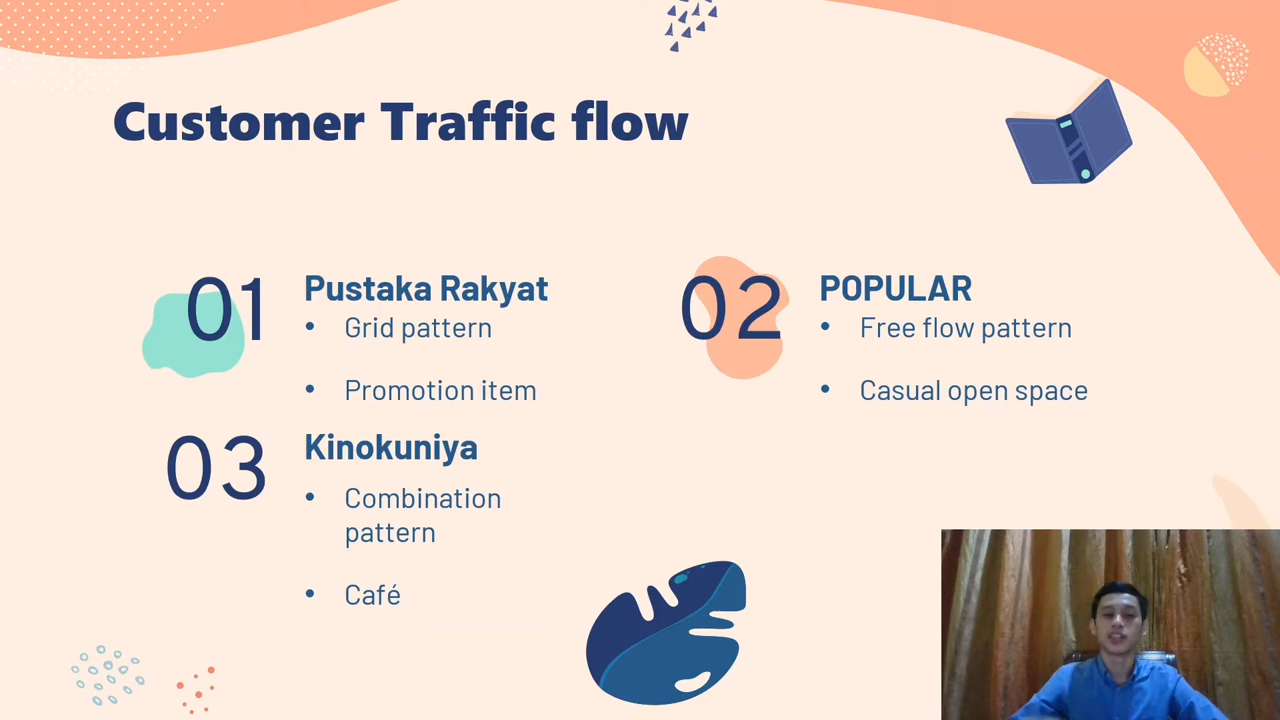 Customer Traffic flow
01
Pustaka Rakyat
• Grid pattern
• Promotion item
02
POPULAR
• Free flow pattern
• Casual open space
03
Kinokuniya
• Combination
pattern
• Café